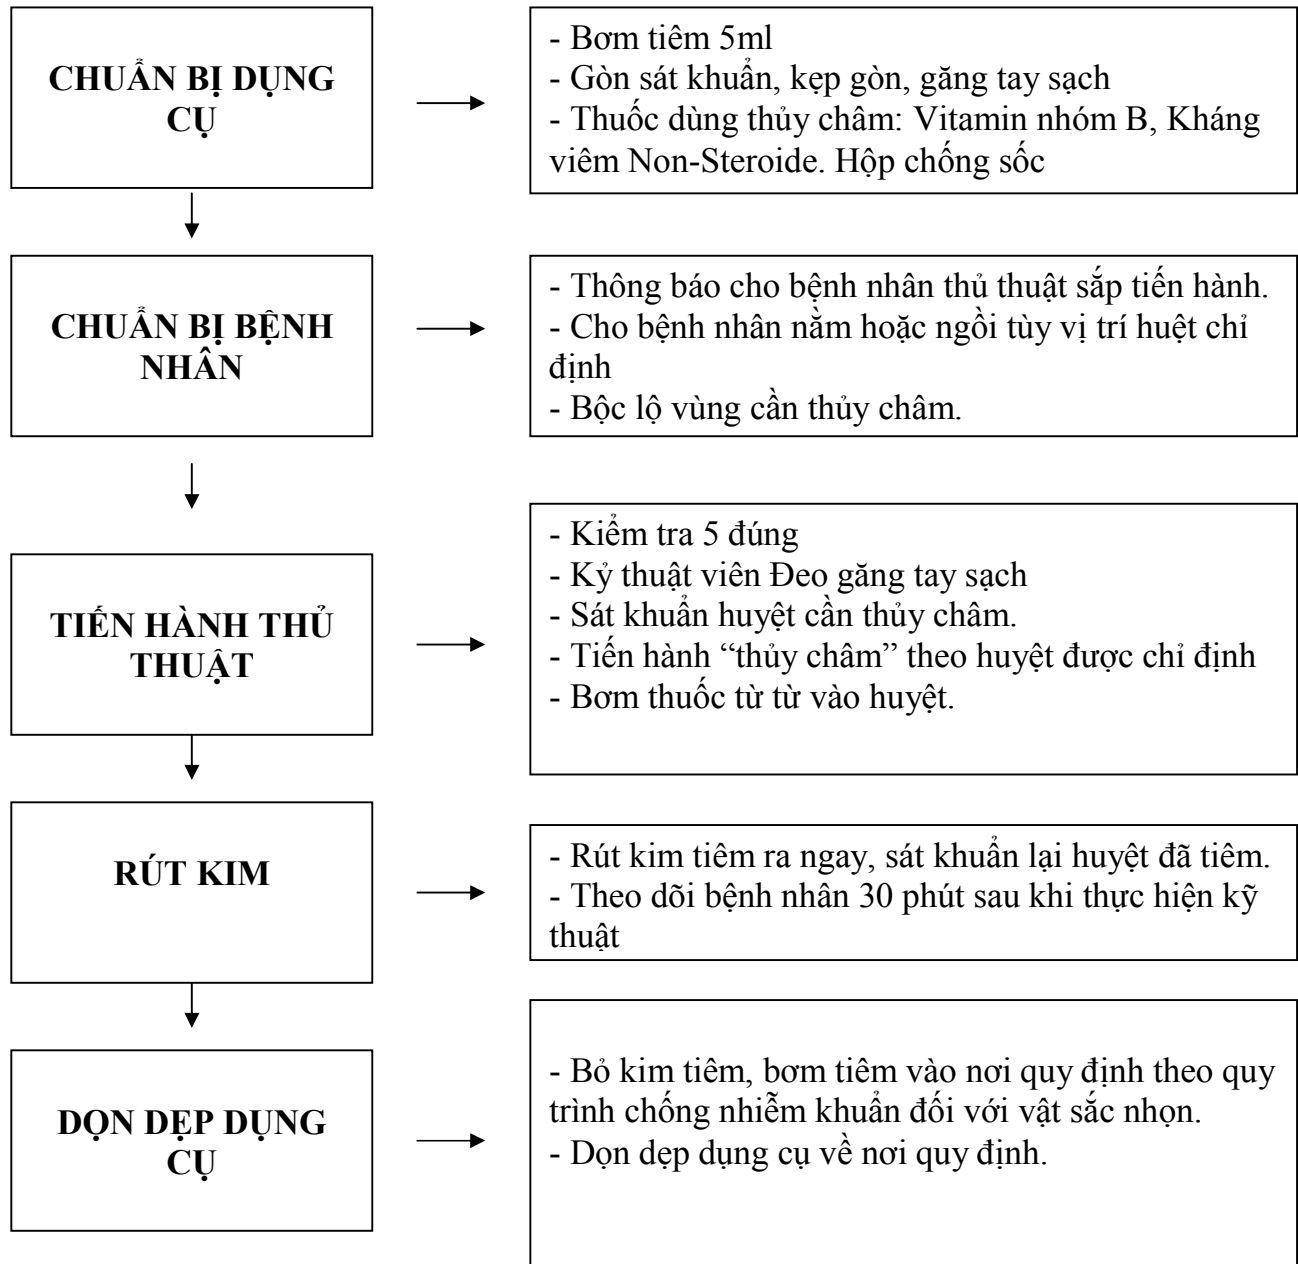 CHUẨN BỊ DỤNG
CỤ
- Bơm tiêm 5ml
- Gòn sát khuẩn, kẹp gòn, găng tay sạch
- Thuốc dùng thủy châm: Vitamin nhóm B, Kháng
viêm Non-Steroide. Hộp chống sốc
CHUẨN BỊ BỆNH
NHÂN
- Thông báo cho bệnh nhân thủ thuật sắp tiến hành.
- Cho bệnh nhân nằm hoặc ngồi tùy vị trí huệt chỉ
định
- Bộc lộ vùng cần thủy châm.
TIẾN HÀNH THỦ
THUẬT
- Kiểm tra 5 đúng
- Kỷ thuật viên Đeo găng tay sạch
- Sát khuẩn huyệt cần thủy châm.
- Tiến hành “thủy châm” theo huyệt được chỉ định
- Bơm thuốc từ từ vào huyệt.
RÚT KIM
- Rút kim tiêm ra ngay, sát khuẩn lại huyệt đã tiêm.
- Theo dõi bệnh nhân 30 phút sau khi thực hiện kỹ
thuật
DỌN DẸP DỤNG
CỤ
- Bỏ kim tiêm, bơm tiêm vào nơi quy định theo quy
trình chống nhiễm khuẩn đối với vật sắc nhọn.
- Dọn dẹp dụng cụ về nơi quy định.